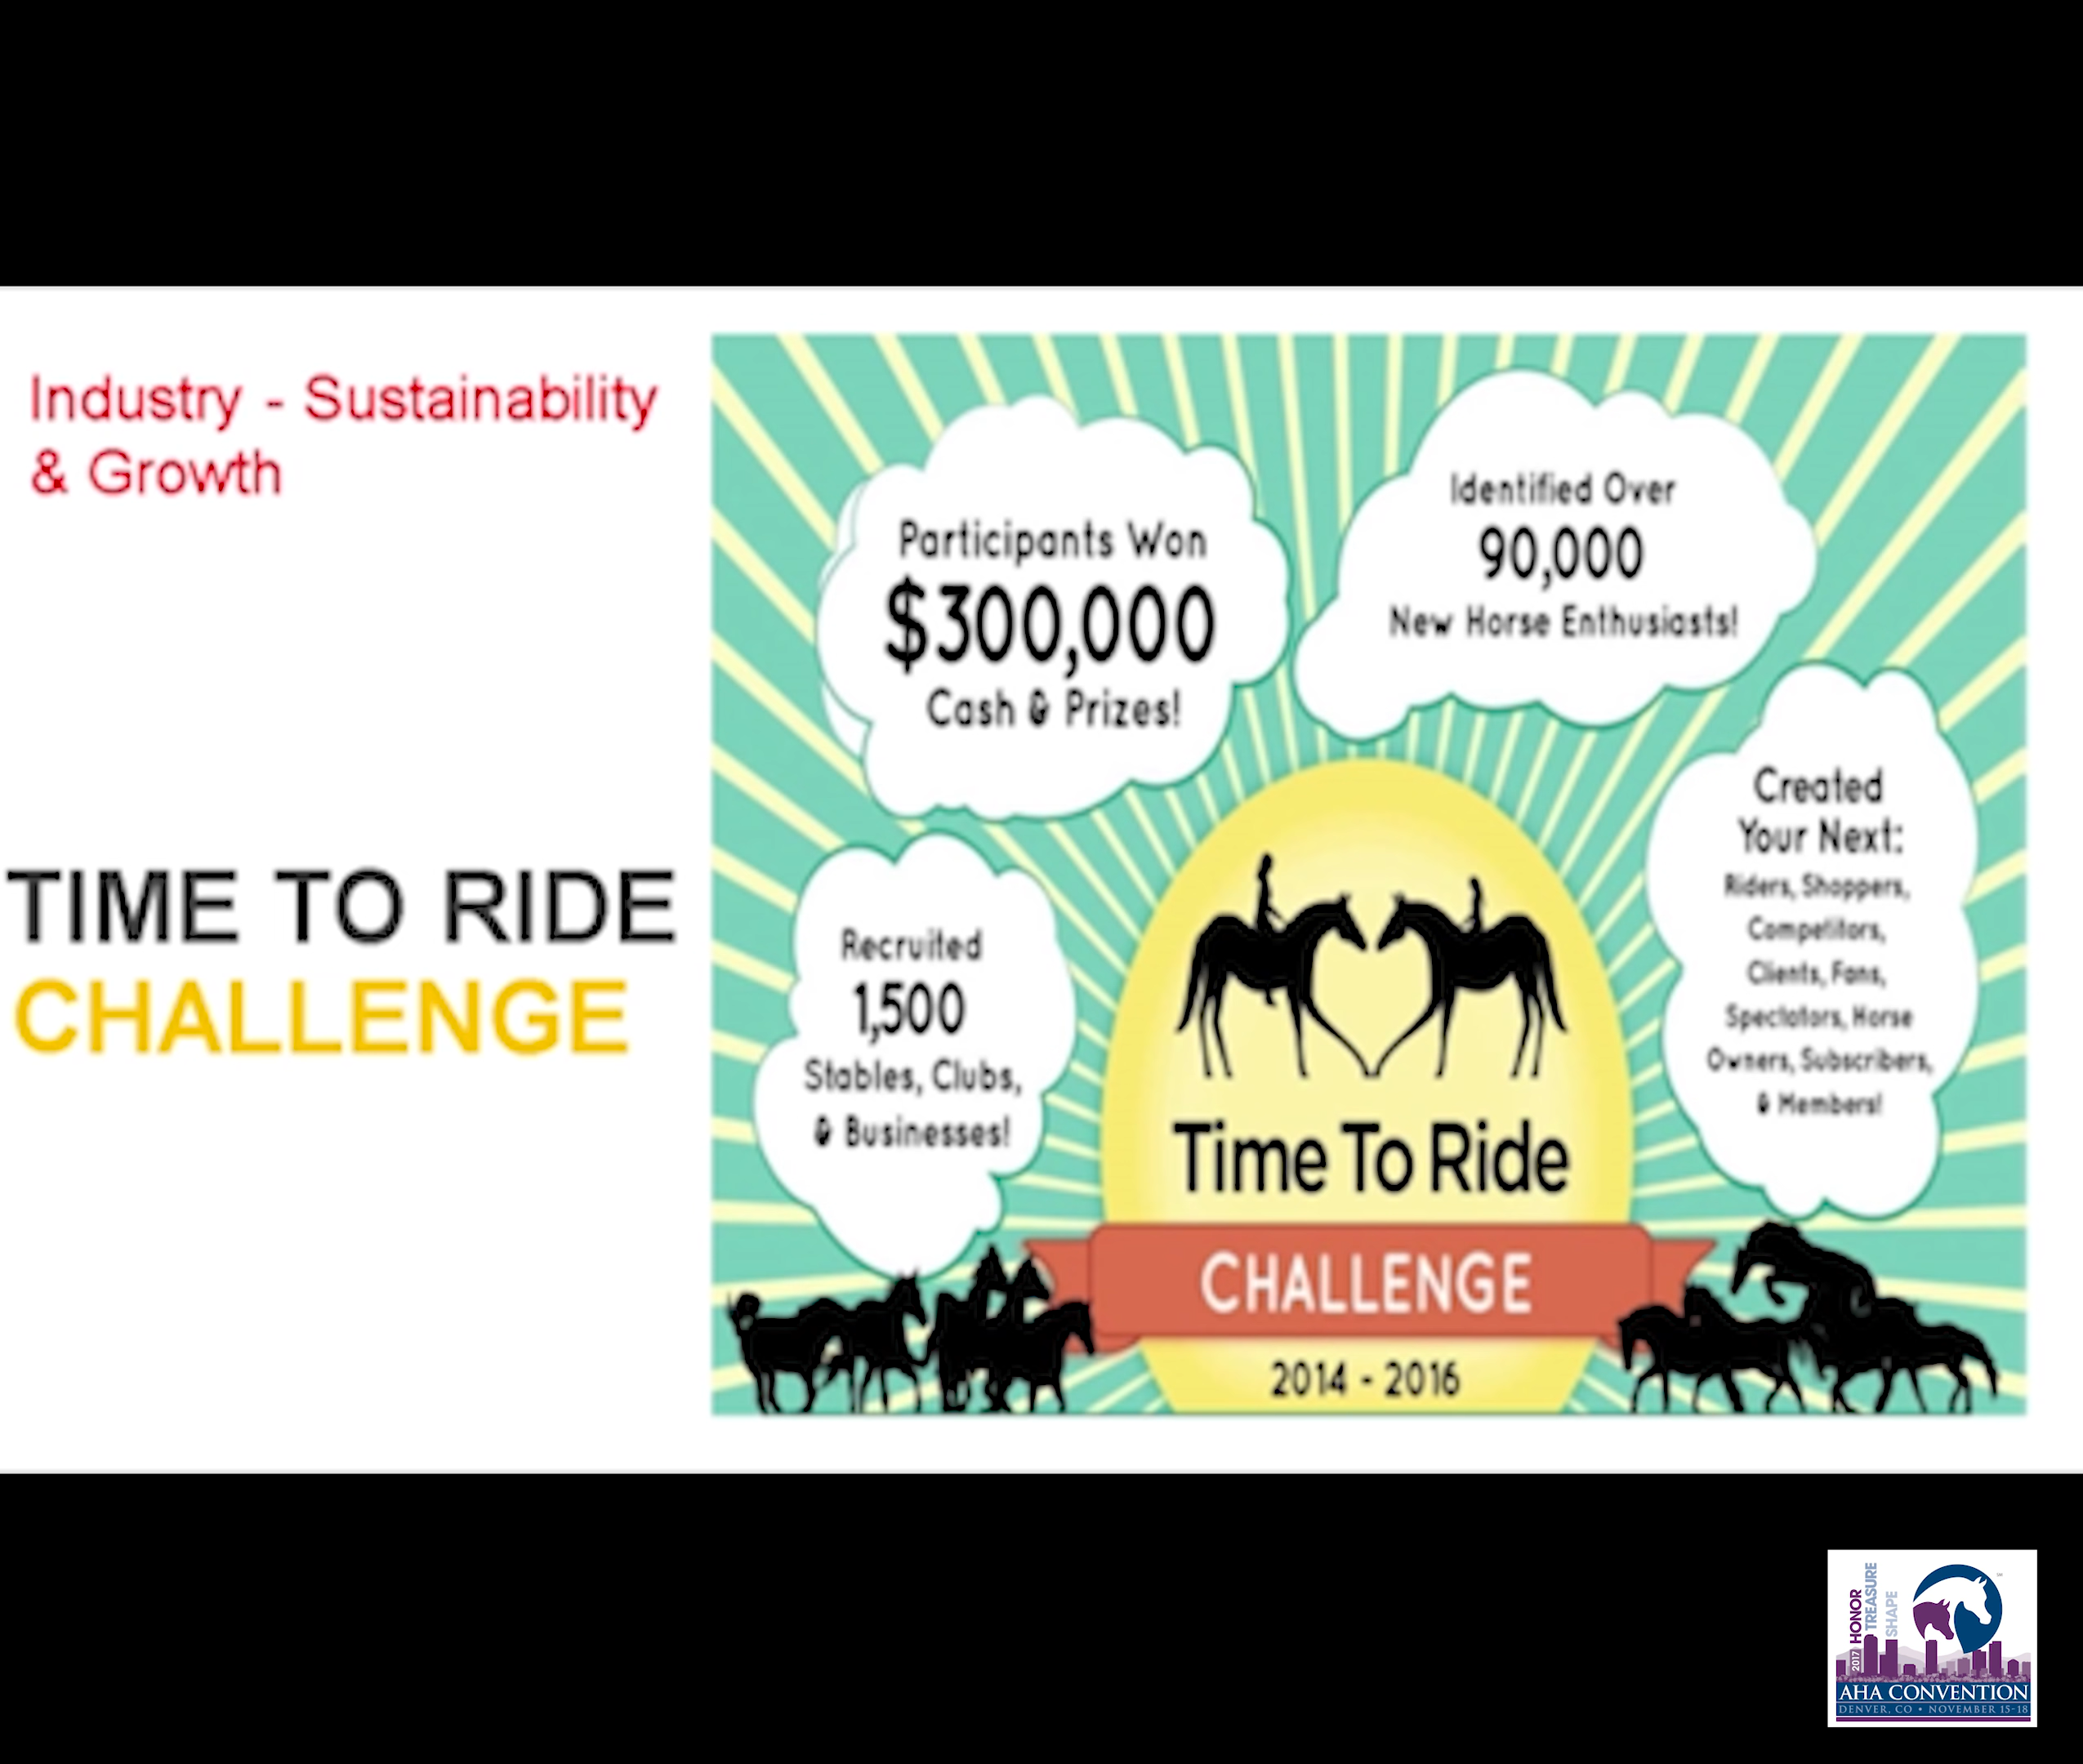 Industry - Sustainability
& Growth
TIME TO RIDE
CHALLENGE
Participants Won
$300,000
Cash & Prizes!
Identified Over
90,000
New Horse Enthusiasts!
Recruited
1,500
Stables, Clubs,
& Businesses!
Created
Your Next:
Riders, Shoppers,
Competitors,
Clients, Fans,
Spectators, Horse
Owners, Subscribers,
& Members!
Time To Ride
CHALLENGE
2014 - 2016
2017 HONOR
TREASURE
SHAPE
AHA CONVENTION
DENVER, CO • NOVEMBER 15-18